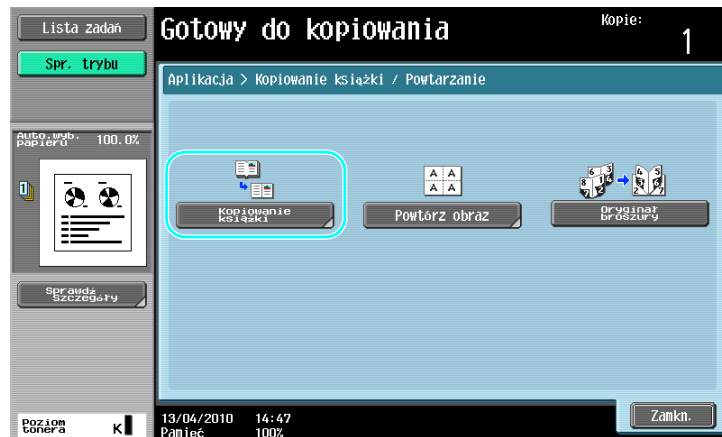 Lista zadań
Gotowy do kopiowania
Kopie:
1
Spr. trybu
Aplikacja > Kopiowanie książki / Powtarzanie
Auto.wyb.
papieru
100.0%
Kopiowanie
książki
Powtórz obraz
Oryginał
broszury
Sprawdź
szczegóły
Poziom
tonera
K
13/04/2010 14:47
Pamięć 100%
Zamkn.